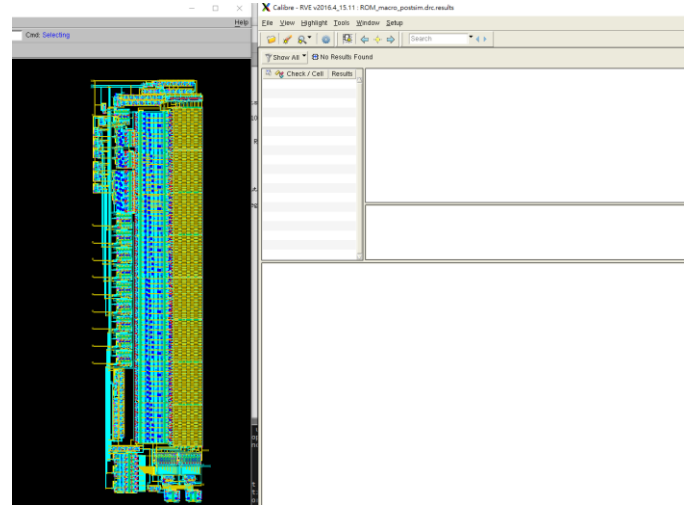 Help
Cmd: Selecting
Calibre - RVE v2016.4_15.11 : ROM_macro_postsim.drc.results
File View Highlight Tools Window Setup
Search
Show All No Results Found
Check / Cell Results